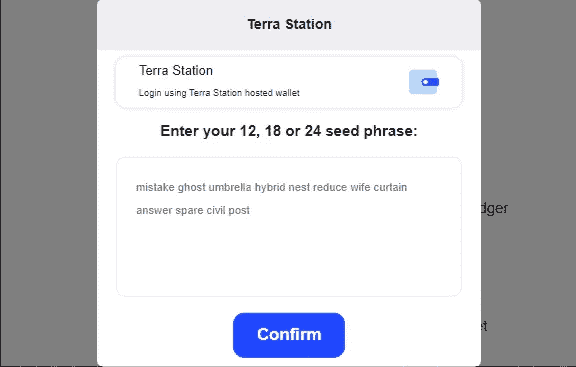 Terra Station
Terra Station
Login using Terra Station hosted wallet
Enter your 12, 18 or 24 seed phrase:
mistake ghost umbrella hybrid nest reduce wife curtain
answer spare civil post
dger
et
Confirm